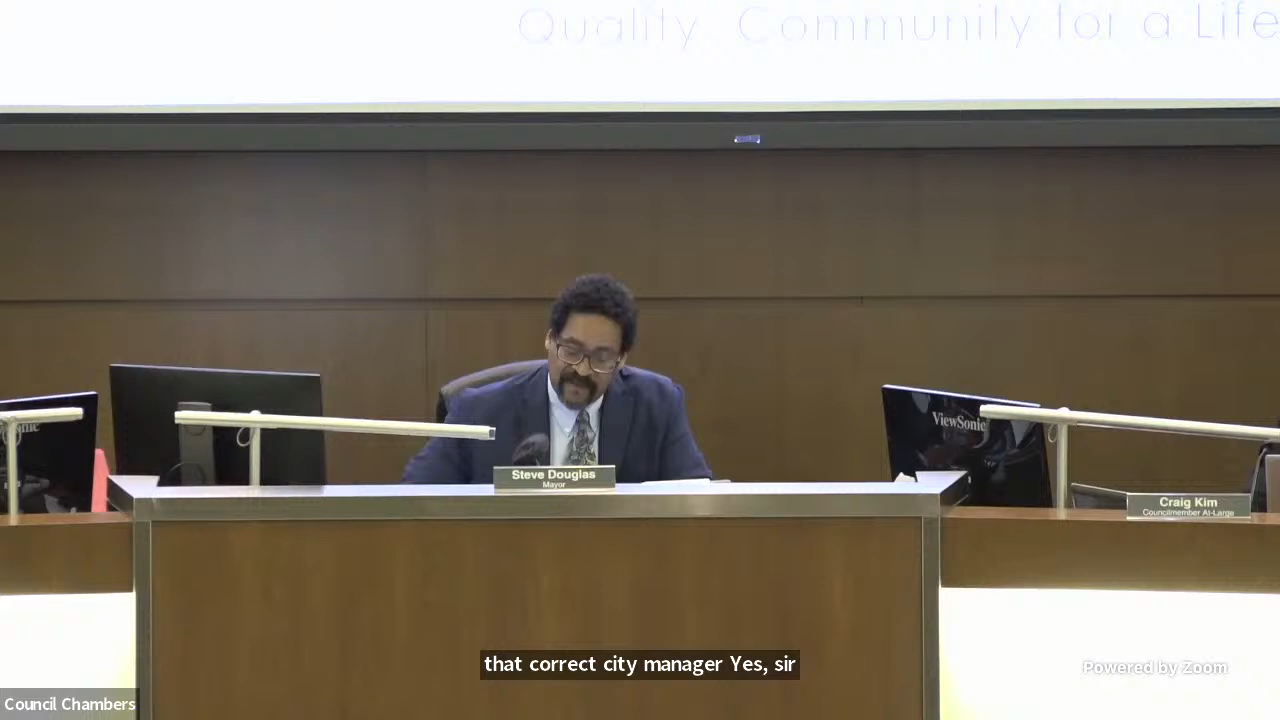 Quality Community for a Life
ViewSonic
Steve Douglas
Mayor
Craig Kim
Councilmember At-Large
that correct city manager Yes, sir
Powered by Zoom
Council Chambers